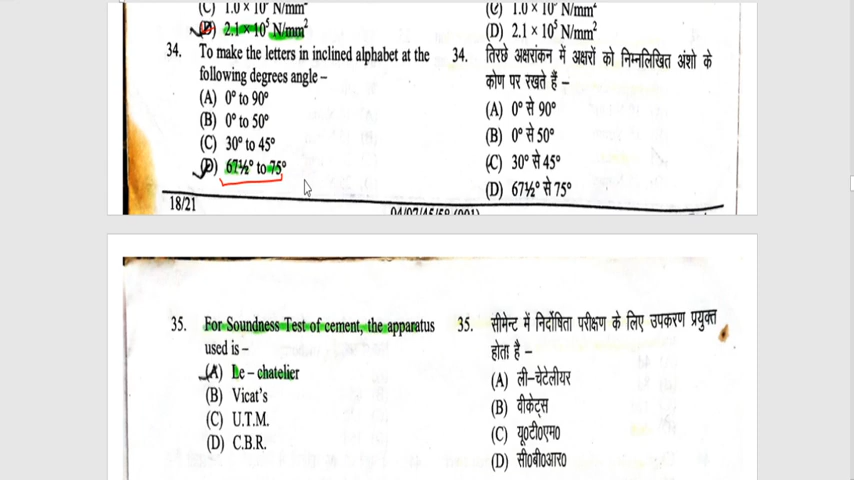 (C) 1.0 × 10⁷ N/mm²
(D) 2.1 × 10⁵ N/mm²
34. To make the letters in inclined alphabet at the
following degrees angle –
(A) 0° to 90°
(B) 0° to 50°
(C) 30° to 45°
(D) 67½° to 75°
18/21
(C) 1.0 × 10⁷ N/mm²
(D) 2.1 × 10⁵ N/mm²
34. तिरछे अक्षरांकन में अक्षरों को निम्नलिखित अंशो के
कोण पर रखते हैं –
(A) 0° से 90°
(B) 0° से 50°
(C) 30° से 45°
(D) 67½° से 75°
35. For Soundness Test of cement, the apparatus
used is –
(A) Le – chatelier
(B) Vicat's
(C) U.T.M.
(D) C.B.R.
35. सीमेन्ट में निर्दोषिता परीक्षण के लिए उपकरण प्रयुक्त
होता है –
(A) ली–चेटेलीयर
(B) वीकेट्स
(C) यू0टी0एम0
(D) सी0बी0आर0